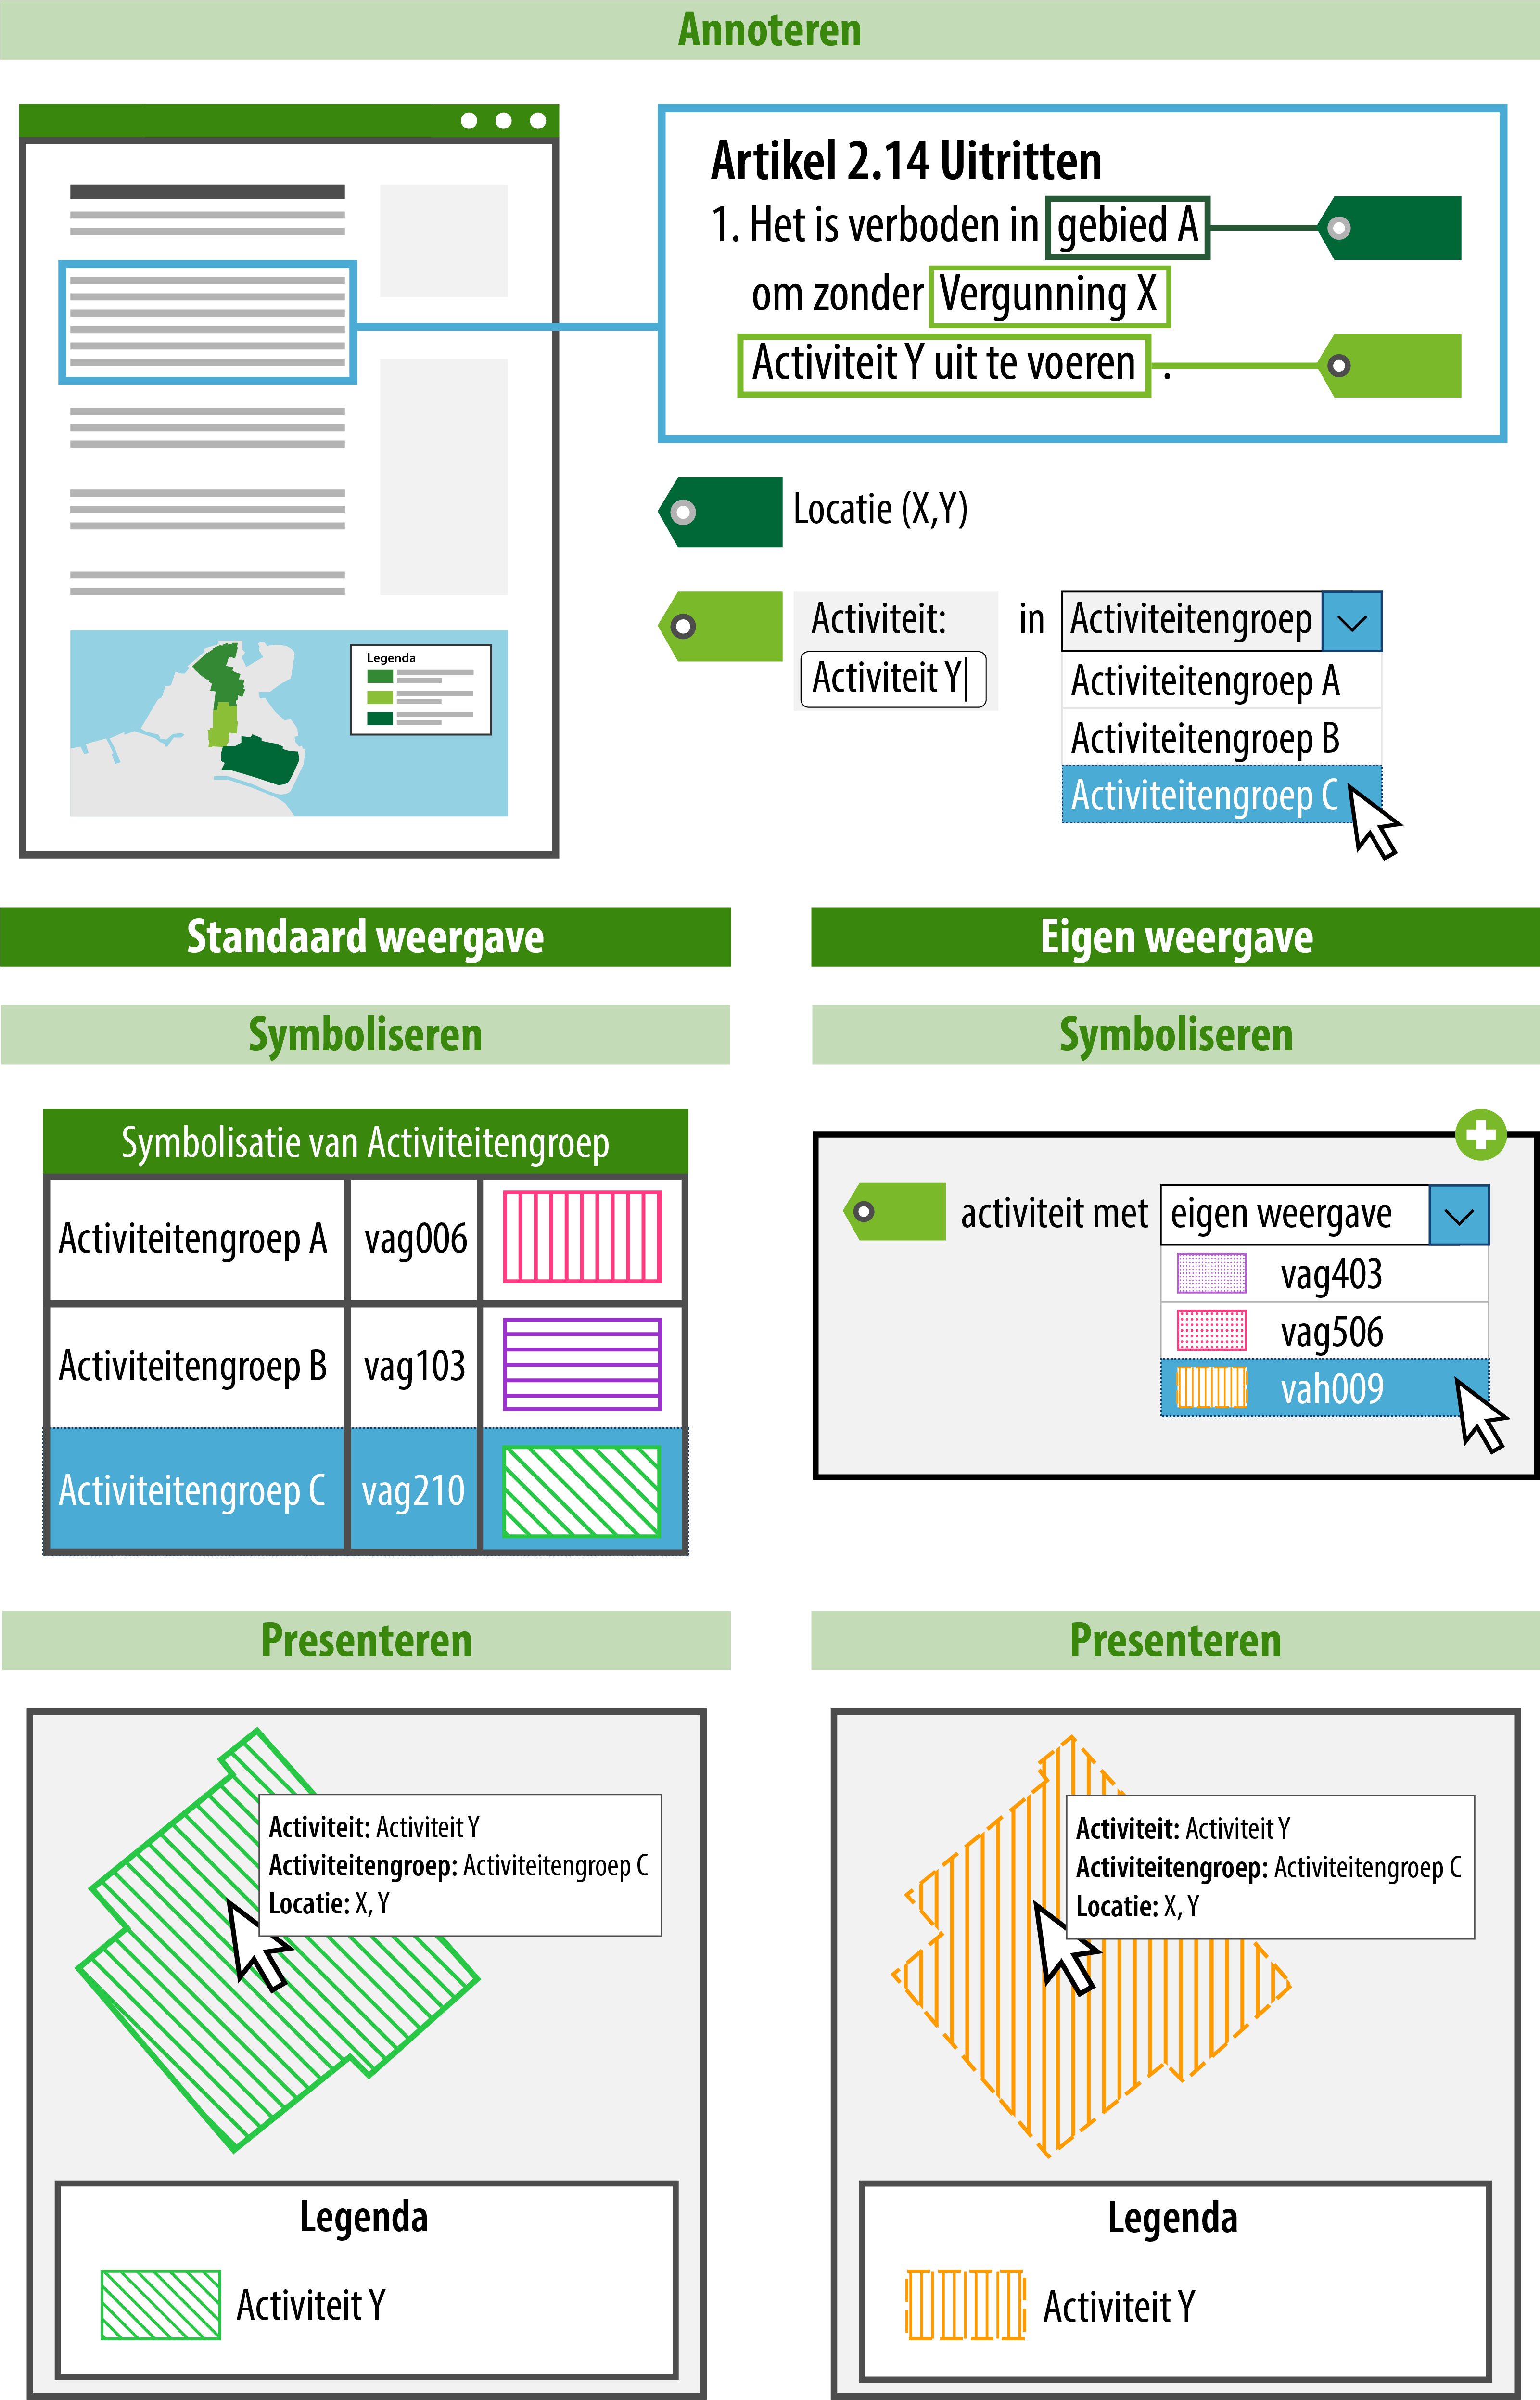 Annoteren
Artikel 2.14 Uitritten
1. Het is verboden in gebied A
om zonder Vergunning X
Activiteit Y uit te voeren .
Locatie (X,Y)
Activiteit: in Activiteitengroep
Activiteit Y
Activiteitengroep A
Activiteitengroep B
Activiteitengroep C
Legenda
Standaard weergave
Symboliseren
Symbolisatie van Activiteitengroep
Activiteitengroep A vag006
Activiteitengroep B vag103
Activiteitengroep C vag210
Presenteren
Activiteit: Activiteit Y
Activiteitengroep: Activiteitengroep C
Locatie: X, Y
Legenda
Activiteit Y
Eigen weergave
Symboliseren
activiteit met eigen weergave
vag403
vag506
vah009
Presenteren
Activiteit: Activiteit Y
Activiteitengroep: Activiteitengroep C
Locatie: X, Y
Legenda
Activiteit Y